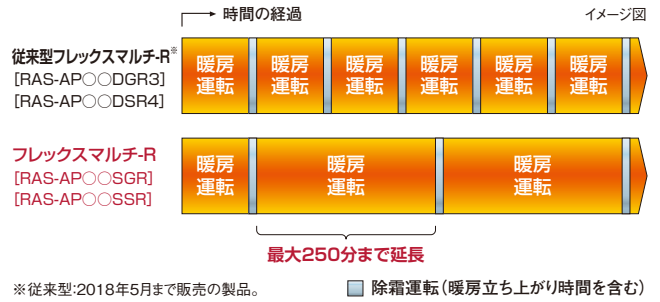 時間の経過
イメージ図
従来型フレックスマルチ-R※
[RAS-AP○○DGR3]
[RAS-AP○○DSR4]
暖房 暖房 暖房 暖房 暖房 暖房
運転 運転 運転 運転 運転 運転
フレックスマルチ-R
[RAS-AP○○SGR]
[RAS-AP○○SSR]
暖房 暖房 暖房
運転 運転 運転
最大250分まで延長
※従来型:2018年5月まで販売の製品。
除霜運転(暖房立ち上がり時間を含む)